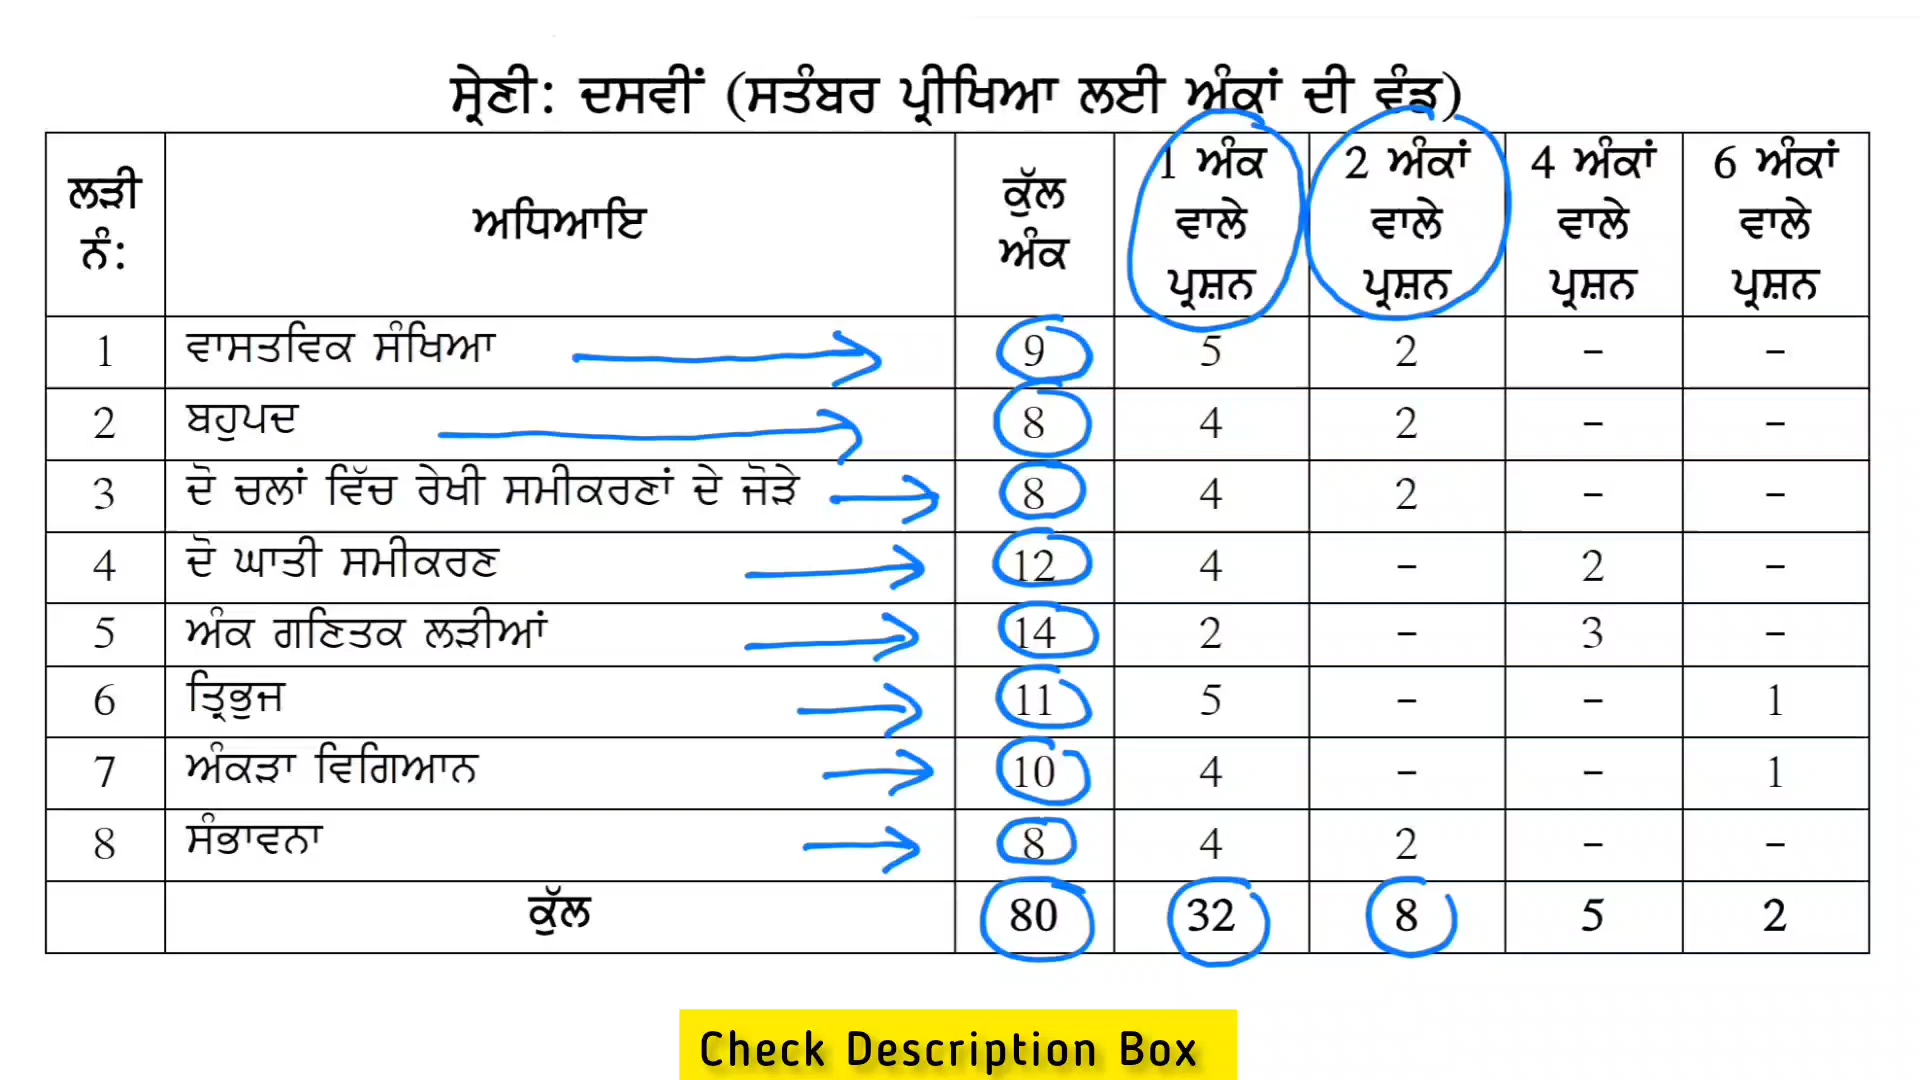 ਸ੍ਰੇਣੀ: ਦਸਵੀਂ (ਸਤੰਬਰ ਪ੍ਰੀਖਿਆ ਲਈ ਅੰਕਾਂ ਦੀ ਵੰਡ)
ਲੜੀ ਨੰ: ਅਧਿਆਇ ਕੁੱਲ ਅੰਕ 1 ਅੰਕ ਵਾਲੇ ਪ੍ਰਸ਼ਨ 2 ਅੰਕਾਂ ਵਾਲੇ ਪ੍ਰਸ਼ਨ 4 ਅੰਕਾਂ ਵਾਲੇ ਪ੍ਰਸ਼ਨ 6 ਅੰਕਾਂ ਵਾਲੇ ਪ੍ਰਸ਼ਨ
1 ਵਾਸਤਵਿਕ ਸੰਖਿਆ 9 5 2 – –
2 ਬਹੁਪਦ 8 4 2 – –
3 ਦੋ ਚਲਾਂ ਵਿੱਚ ਰੇਖੀ ਸਮੀਕਰਣਾਂ ਦੇ ਜੋੜੇ 8 4 2 – –
4 ਦੋ ਘਾਤੀ ਸਮੀਕਰਣ 12 4 – 2 –
5 ਅੰਕ ਗਣਿਤਕ ਲੜੀਆਂ 14 2 – 3 –
6 ਤ੍ਰਿਭੁਜ 11 5 – – 1
7 ਅੰਕੜਾ ਵਿਗਿਆਨ 10 4 – – 1
8 ਸੰਭਾਵਨਾ 8 4 2 – –
ਕੁੱਲ 80 32 8 5 2
Check Description Box